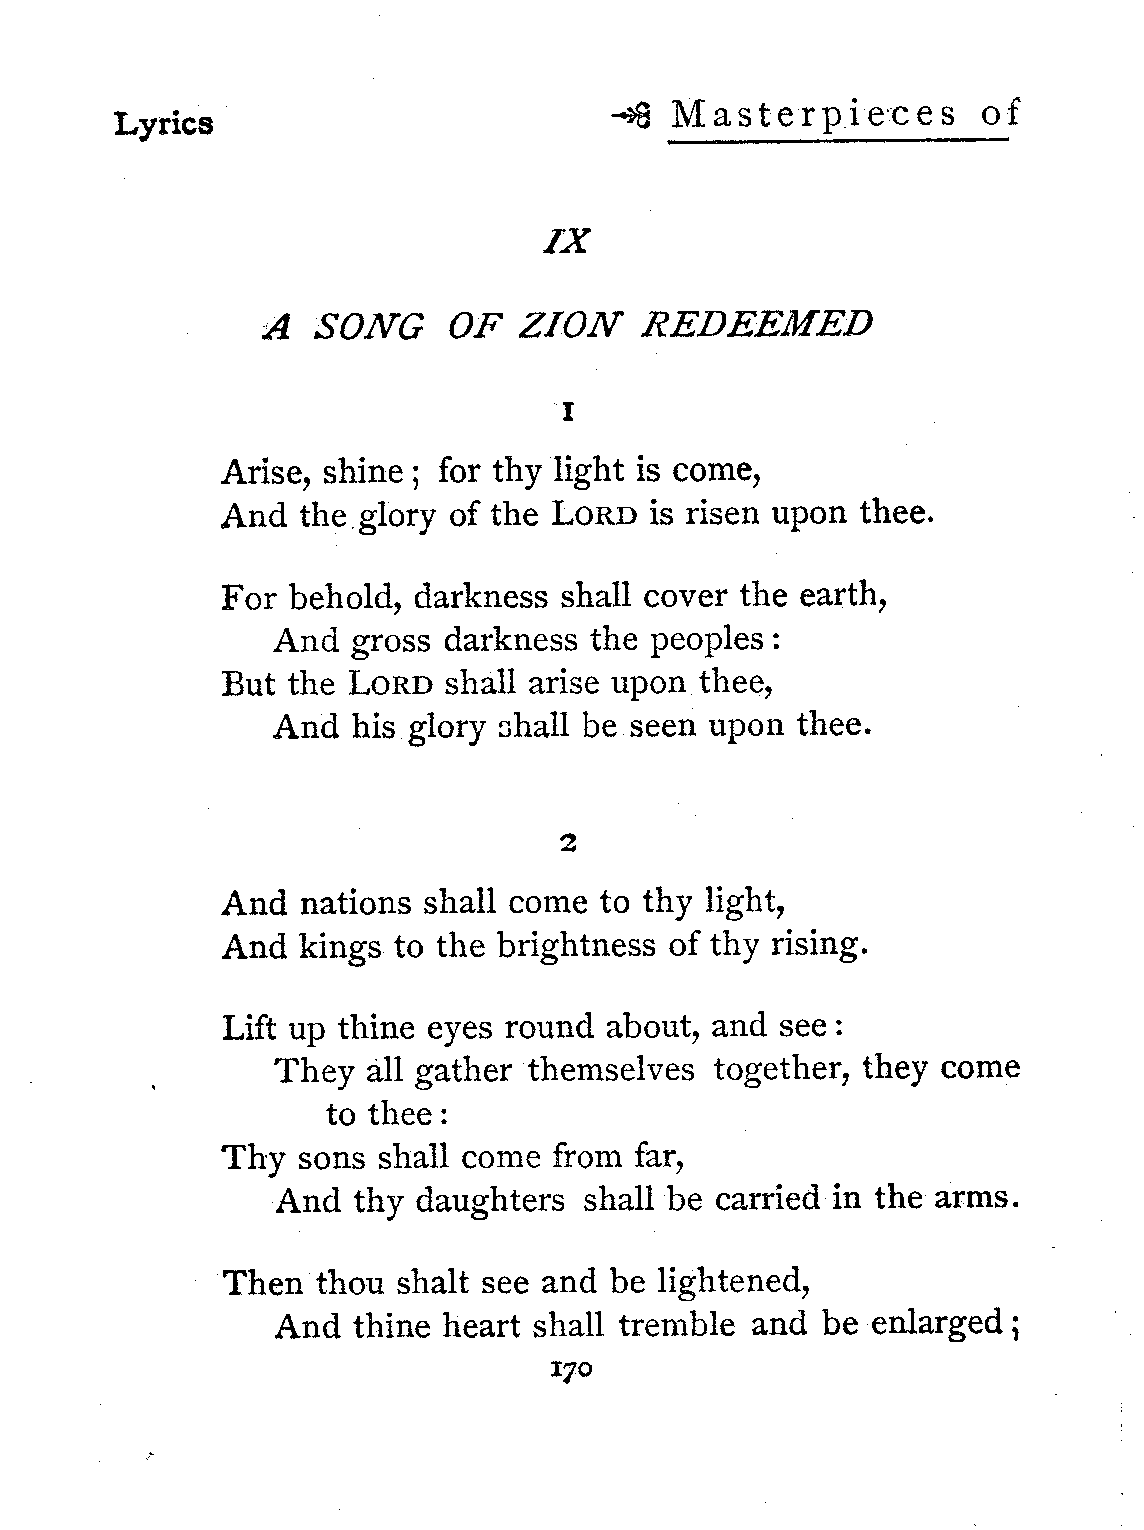 Lyrics Masterpieces of
IX
A SONG OF ZION REDEEMED
1
Arise, shine; for thy light is come,
And the glory of the LORD is risen upon thee.
For behold, darkness shall cover the earth,
And gross darkness the peoples:
But the LORD shall arise upon thee,
And his glory shall be seen upon thee.
2
And nations shall come to thy light,
And kings to the brightness of thy rising.
Lift up thine eyes round about, and see:
They all gather themselves together, they come
to thee:
Thy sons shall come from far,
And thy daughters shall be carried in the arms.
Then thou shalt see and be lightened,
And thine heart shall tremble and be enlarged;
170